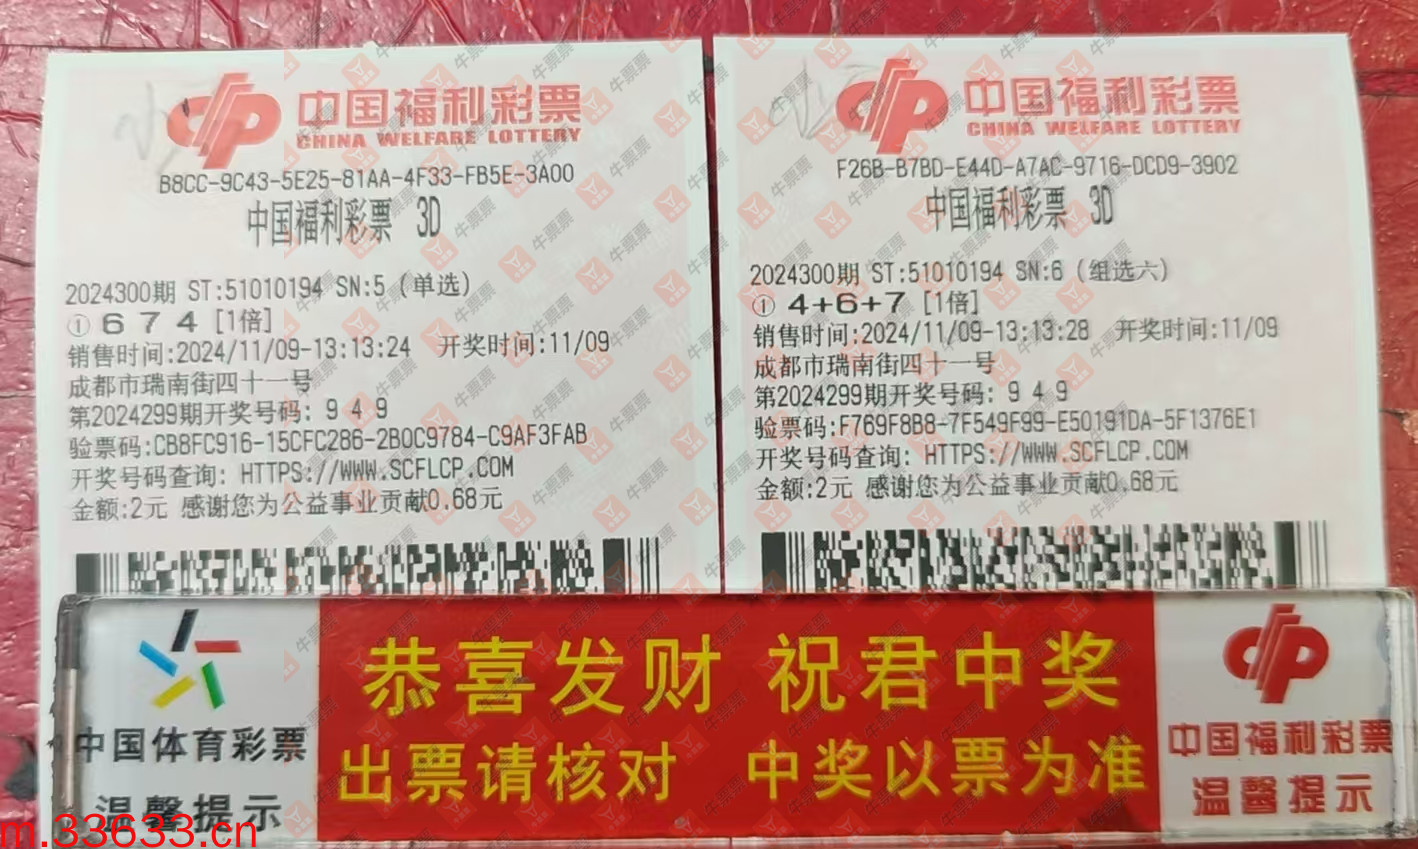 中国福利彩票
CHINA WELFARE LOTTERY
B8CC-9C43-5E25-81AA-4F33-FB5E-3A00
中国福利彩票 3D
2024300期 ST:51010194 SN:5 (单选)
① 6 7 4 [1倍]
销售时间:2024/11/09-13:13:24 开奖时间:11/09
成都市瑞南街四十一号
第2024299期开奖号码: 9 4 9
验票码:CB8FC916-15CFC286-2B0C9784-C9AF3FAB
开奖号码查询: HTTPS://WWW.SCFLCP.COM
金额:2元 感谢您为公益事业贡献0.68元
中国福利彩票
CHINA WELFARE LOTTERY
F26B-B7BD-E44D-A7AC-9716-DCD9-3902
中国福利彩票 3D
2024300期 ST:51010194 SN:6 (组选六)
① 4+6+7 [1倍]
销售时间:2024/11/09-13:13:28 开奖时间:11/09
成都市瑞南街四十一号
第2024299期开奖号码: 9 4 9
验票码:F769F8B8-7F549F99-E50191DA-5F1376E1
开奖号码查询: HTTPS://WWW.SCFLCP.COM
金额:2元 感谢您为公益事业贡献0.68元
中国体育彩票
温馨提示
恭喜发财 祝君中奖
出票请核对 中奖以票为准
中国福利彩票
温馨提示
m.33633.cn
牛票票